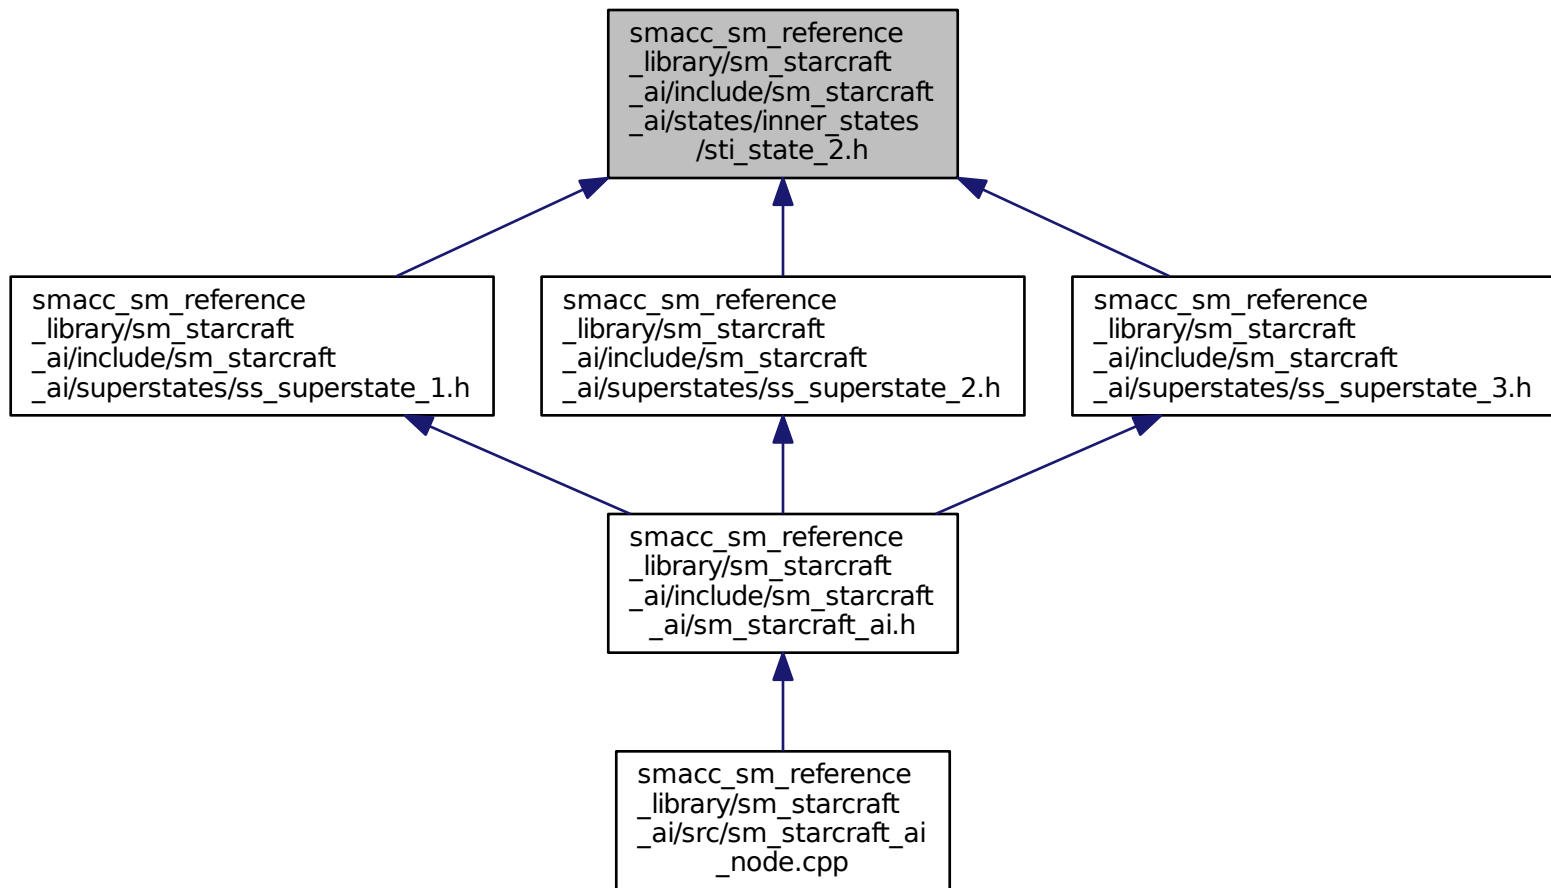 smacc_sm_reference
_library/sm_starcraft
_ai/include/sm_starcraft
_ai/states/inner_states
/sti_state_2.h
smacc_sm_reference
_library/sm_starcraft
_ai/include/sm_starcraft
_ai/superstates/ss_superstate_1.h
smacc_sm_reference
_library/sm_starcraft
_ai/include/sm_starcraft
_ai/superstates/ss_superstate_2.h
smacc_sm_reference
_library/sm_starcraft
_ai/include/sm_starcraft
_ai/superstates/ss_superstate_3.h
smacc_sm_reference
_library/sm_starcraft
_ai/include/sm_starcraft
_ai/sm_starcraft_ai.h
smacc_sm_reference
_library/sm_starcraft
_ai/src/sm_starcraft_ai
_node.cpp